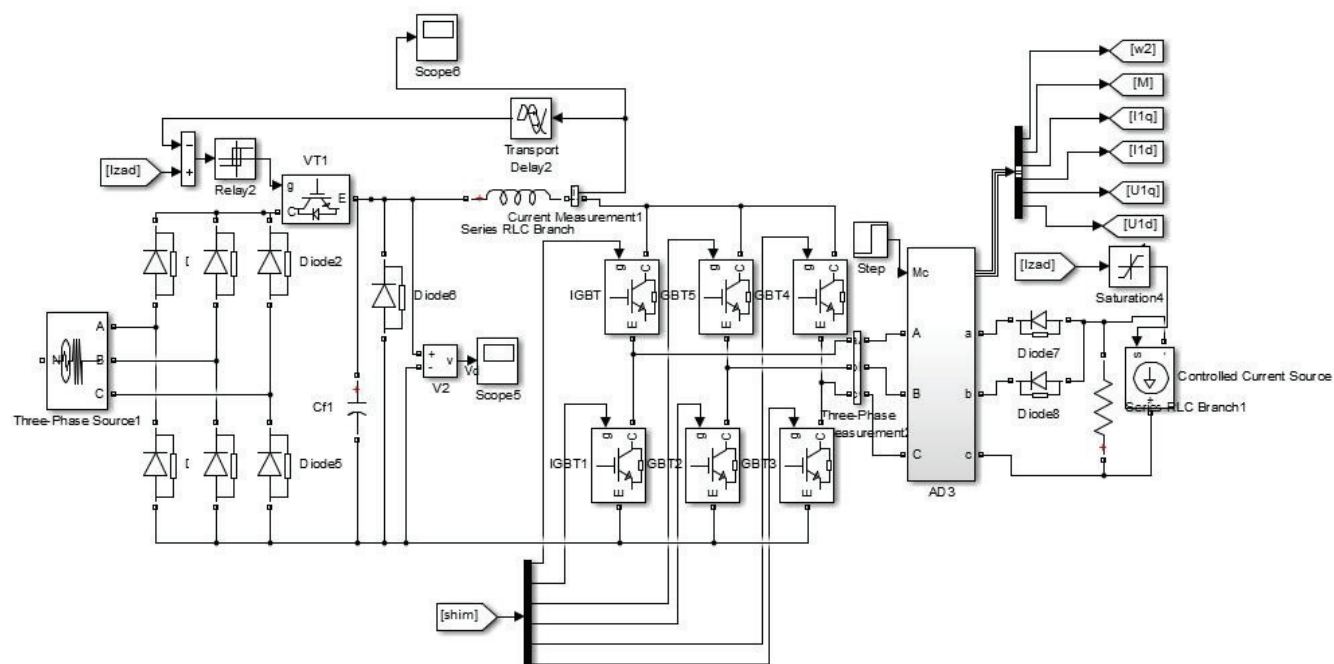 Scope6
[w2]
[M]
[I1q]
[I1d]
[U1q]
[U1d]
Transport
Delay2
[Izad]
-
+
Relay2
VT1
g
C
E
Series RLC Branch
Current Measurement1
Diode2
Diode6
Diode5
A
B
C
N
Three-Phase Source1
Cf1
+
-
v
V2
Scope5
g
C
E
IGBT
g
C
E
GBT5
g
C
E
GBT4
g
C
E
IGBT1
g
C
E
GBT2
g
C
E
GBT3
Three-Phase
Step
Mc
A
B
C
a
b
c
AD3
[Izad]
Saturation4
Diode7
Diode8
s
-
+
Controlled Current Source
Series RLC Branch1
[shim]